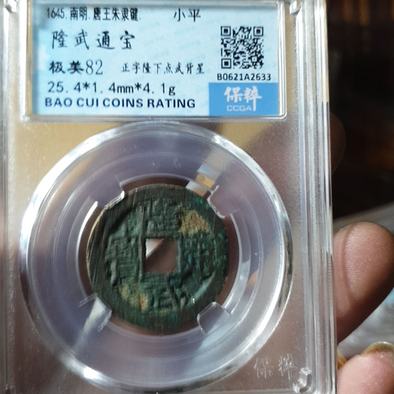 1645. 南明. 唐王朱聿键 小平
隆武通宝
极美82 正字隆下点武背星
B0621A2633
25.4*1.4mm*4.1g
保粹
CCGA
BAO CUI COINS RATING
保粹